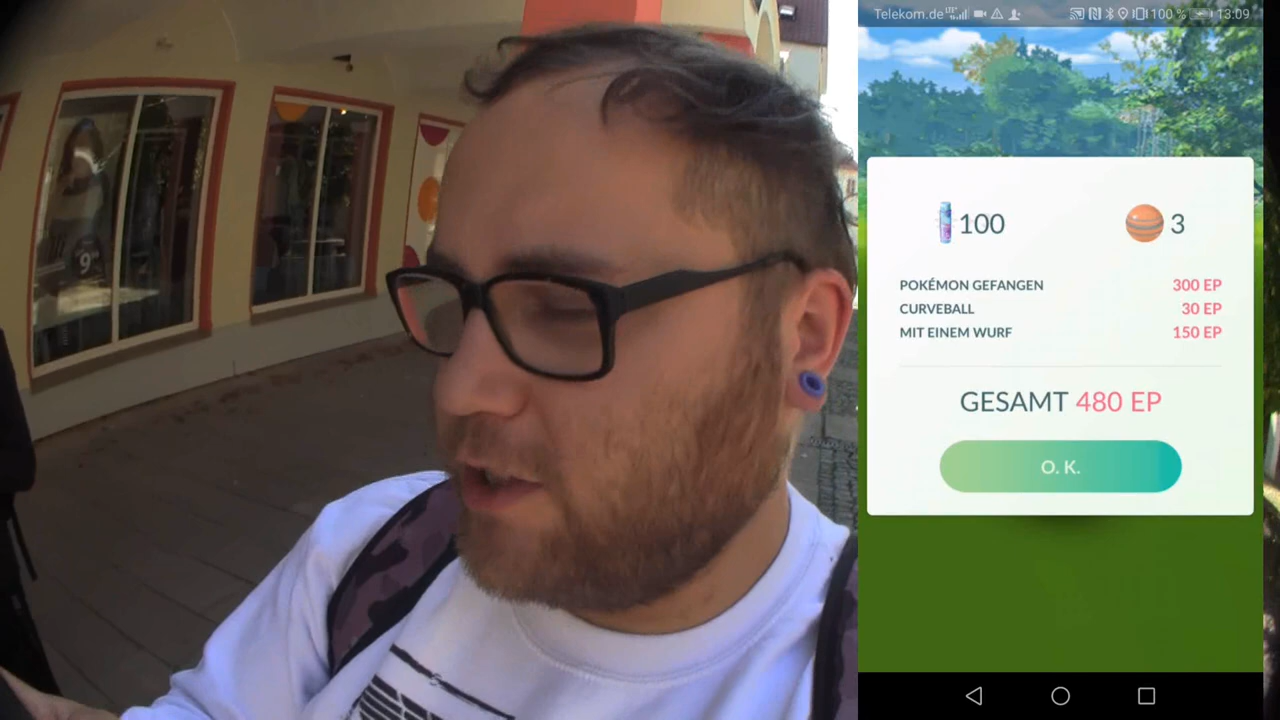 9
Telekom.de
100 %
13:09
100
3
POKÉMON GEFANGEN 300 EP
CURVEBALL 30 EP
MIT EINEM WURF 150 EP
GESAMT 480 EP
O. K.